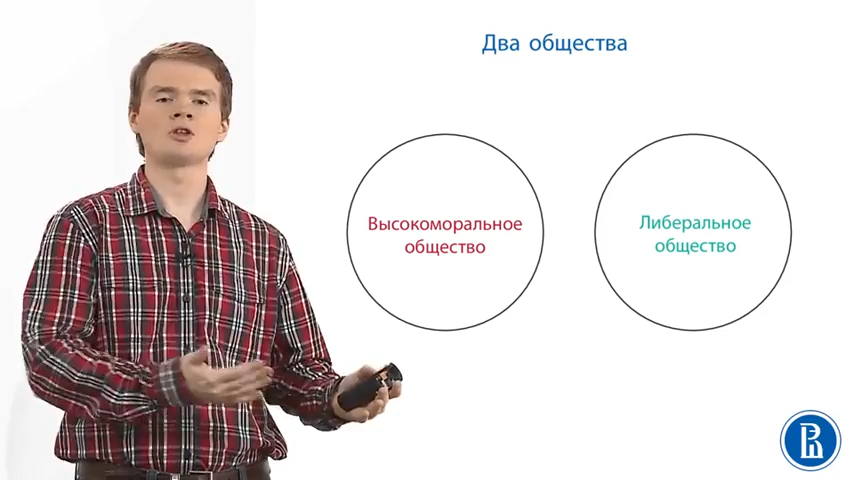 Два общества
Высокоморальное
общество
Либеральное
общество